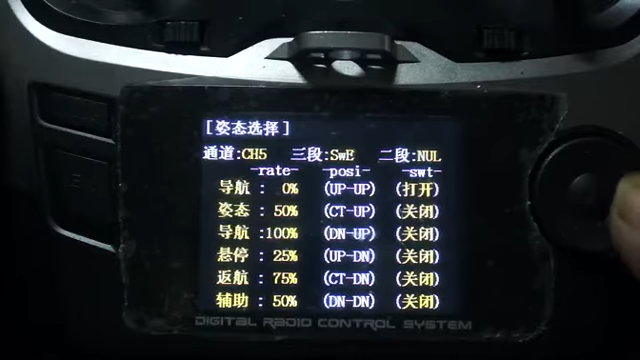 [姿态选择]
通道:CH5 三段:SwE 二段:NUL
-rate- -posi- -swt-
导航 : 0% (UP-UP) (打开)
姿态 : 50% (CT-UP) (关闭)
导航 :100% (DN-UP) (关闭)
悬停 : 25% (UP-DN) (关闭)
返航 : 75% (CT-DN) (关闭)
辅助 : 50% (DN-DN) (关闭)
DIGITAL RADIO CONTROL SYSTEM